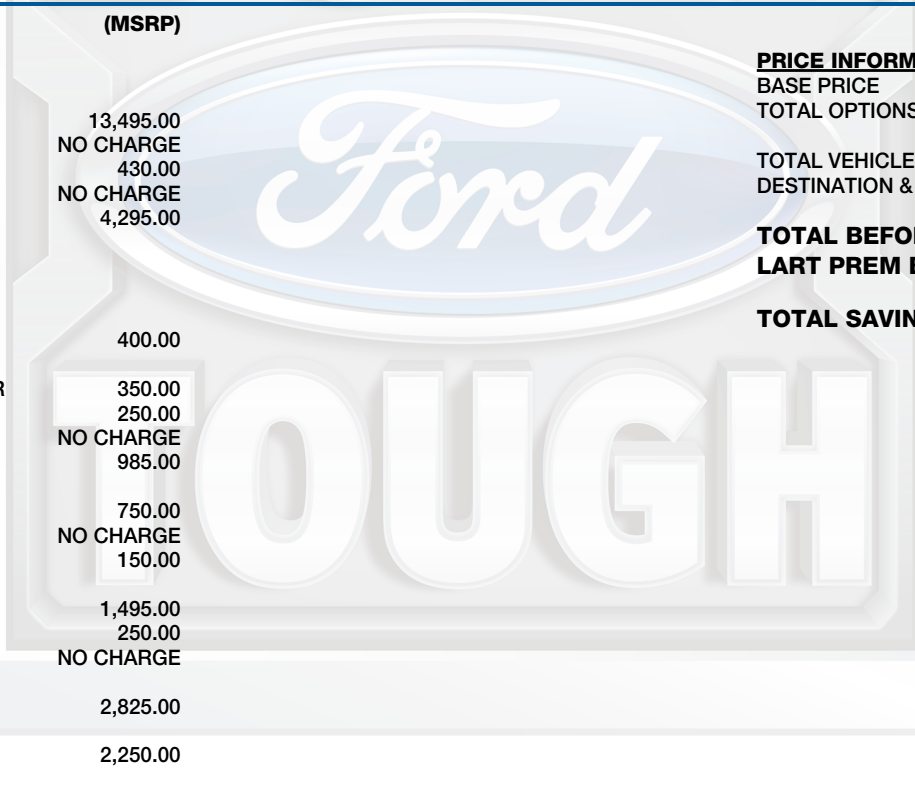 (MSRP)
13,495.00
NO CHARGE
430.00
NO CHARGE
4,295.00
400.00
R 350.00
250.00
NO CHARGE
985.00
750.00
NO CHARGE
150.00
1,495.00
250.00
NO CHARGE
2,825.00
2,250.00
PRICE INFORM
BASE PRICE
TOTAL OPTIONS
TOTAL VEHICLE
DESTINATION &
TOTAL BEFO
LART PREM
TOTAL SAVIN
Ford
TOUGH